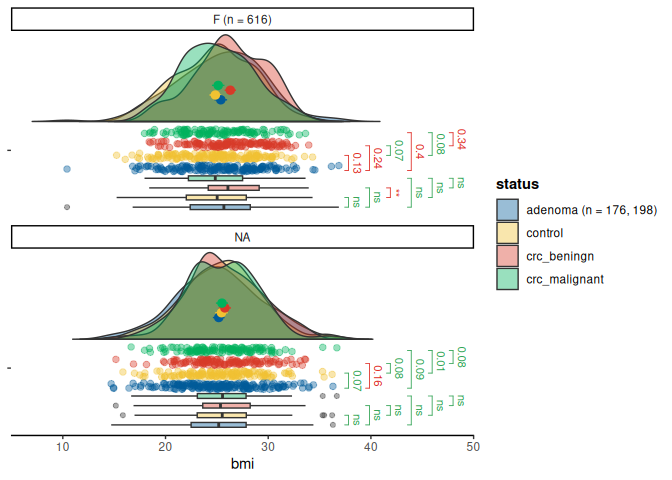 F (n = 616)
0.13
0.24
0.07
0.4
0.08
0.34
ns
ns
**
ns
ns
ns
NA
0.07
0.16
0.08
0.09
0.01
0.08
ns
ns
ns
ns
ns
ns
10
20
30
40
50
bmi
status
adenoma (n = 176, 198)
control
crc_beningn
crc_malignant